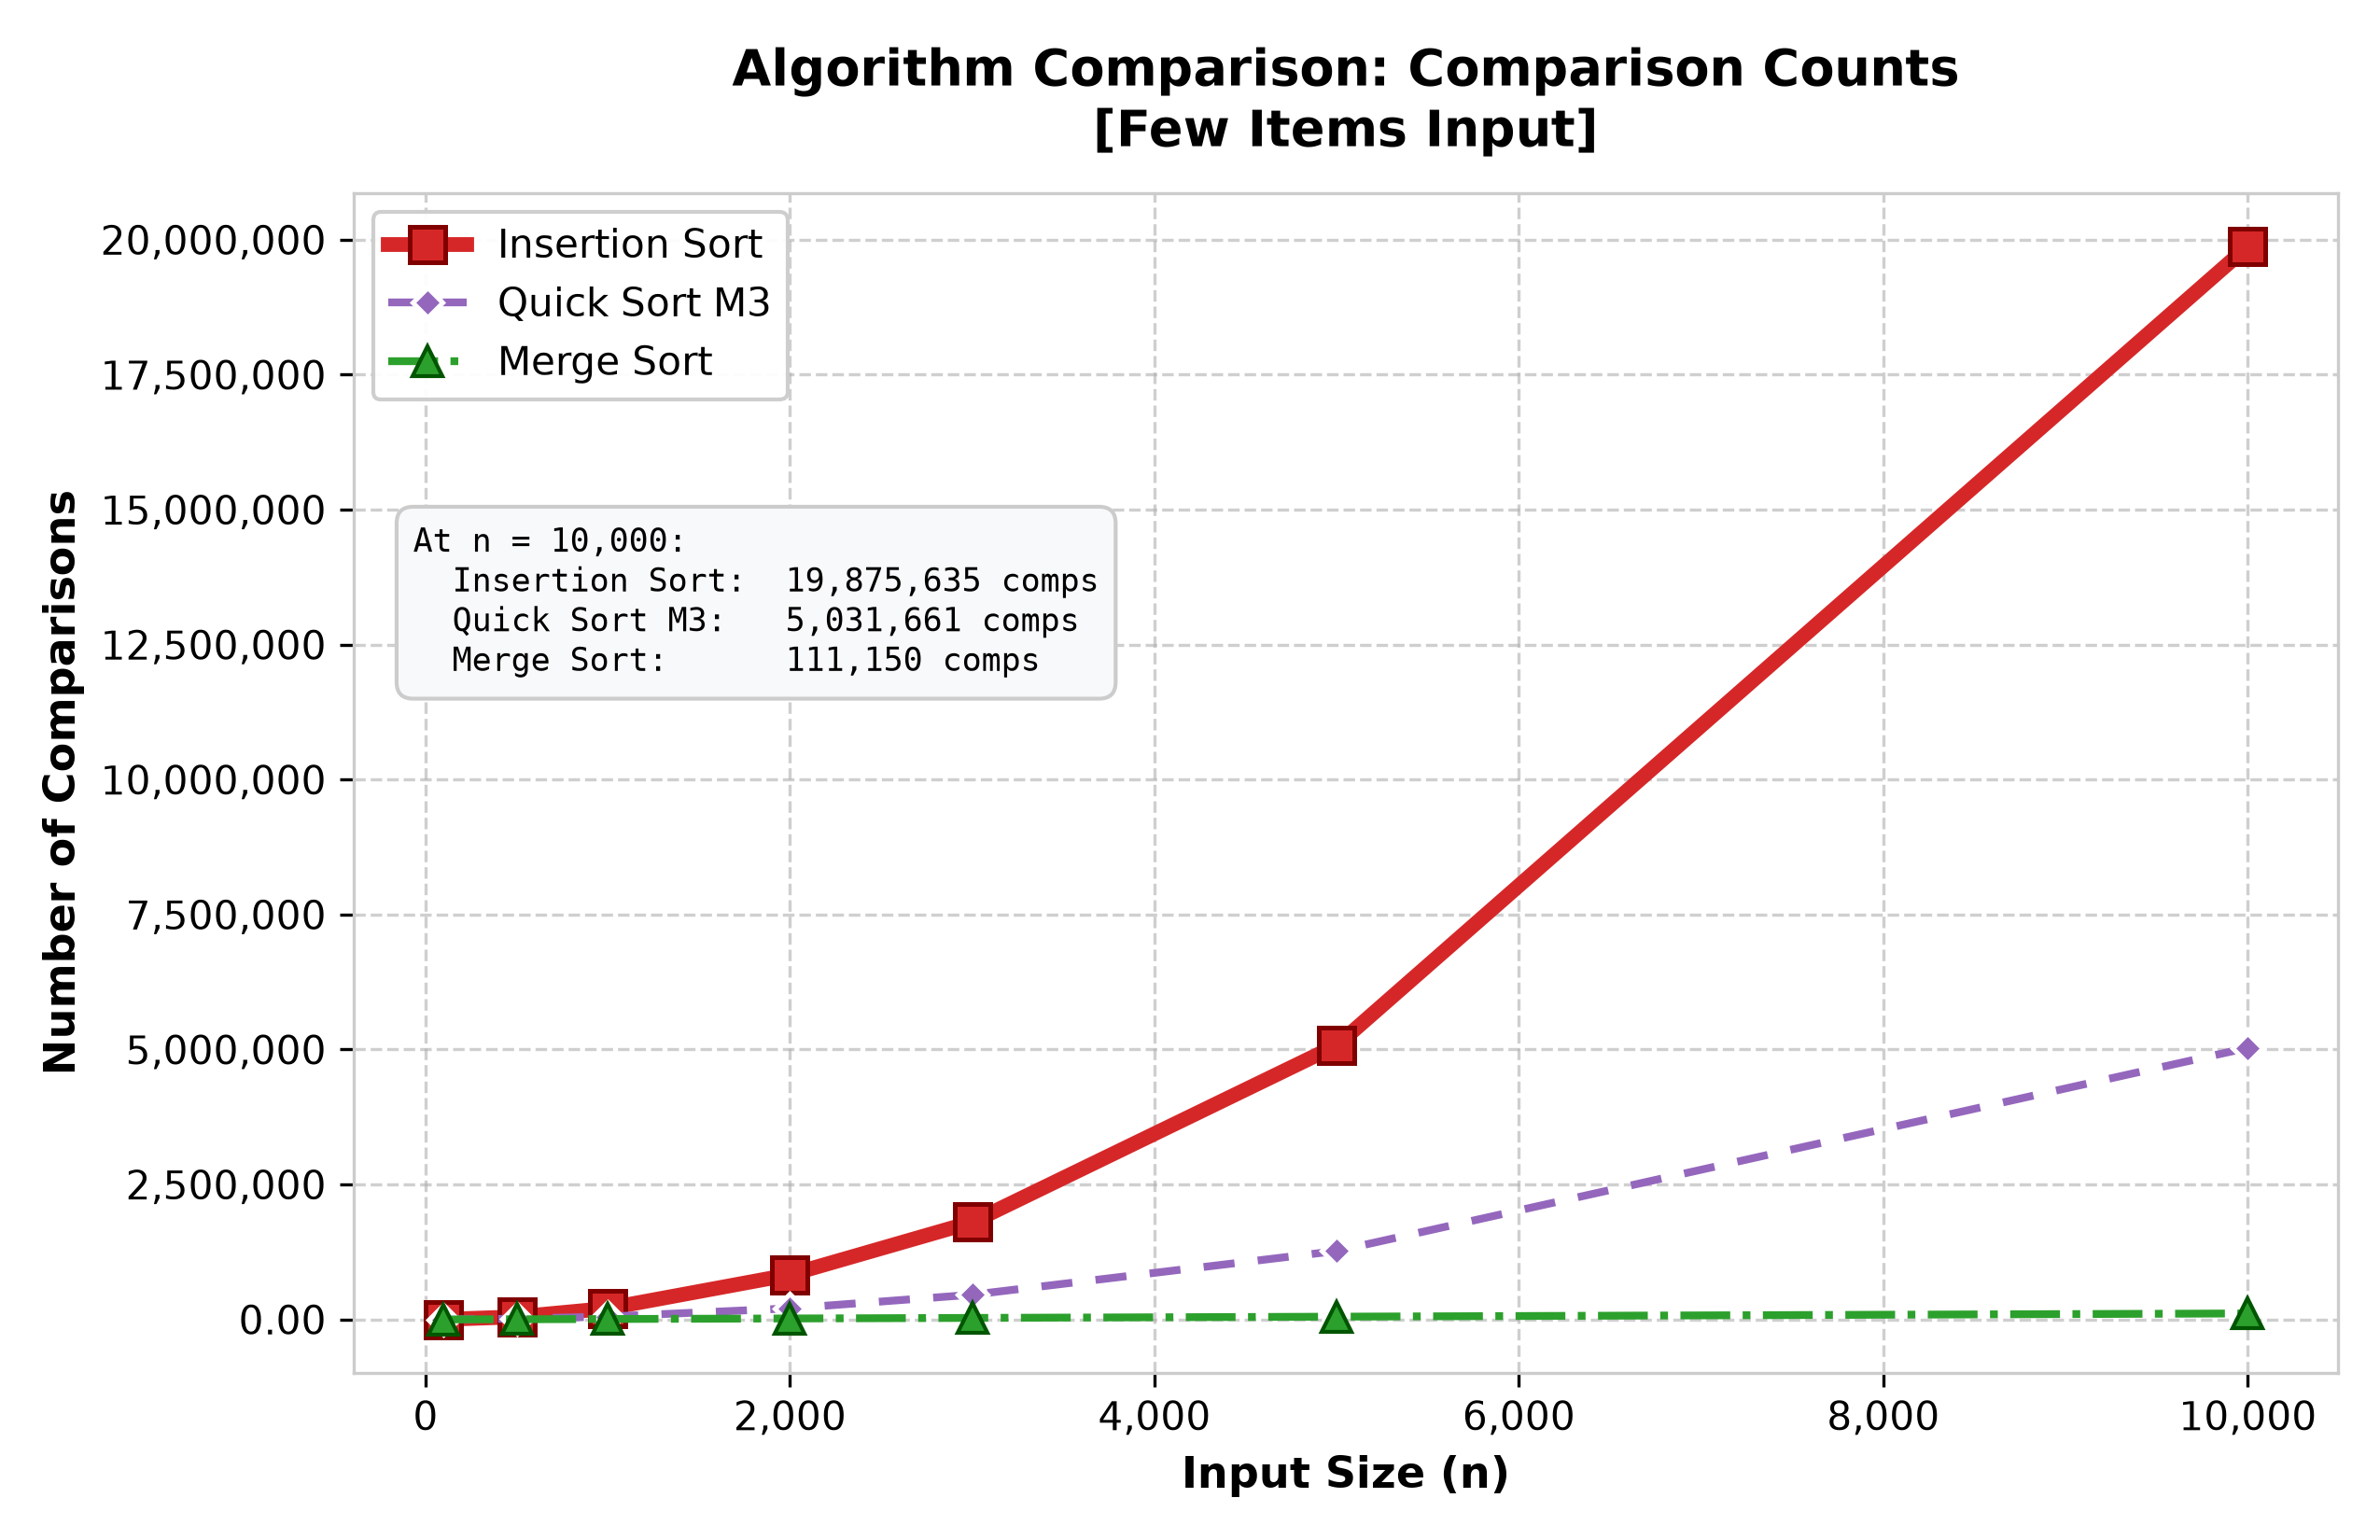 Algorithm Comparison: Comparison Counts
[Few Items Input]
Insertion Sort
Quick Sort M3
Merge Sort
At n = 10,000:
Insertion Sort: 19,875,635 comps
Quick Sort M3: 5,031,661 comps
Merge Sort: 111,150 comps
Number of Comparisons
20,000,000
17,500,000
15,000,000
12,500,000
10,000,000
7,500,000
5,000,000
2,500,000
0.00
0 2,000 4,000 6,000 8,000 10,000
Input Size (n)